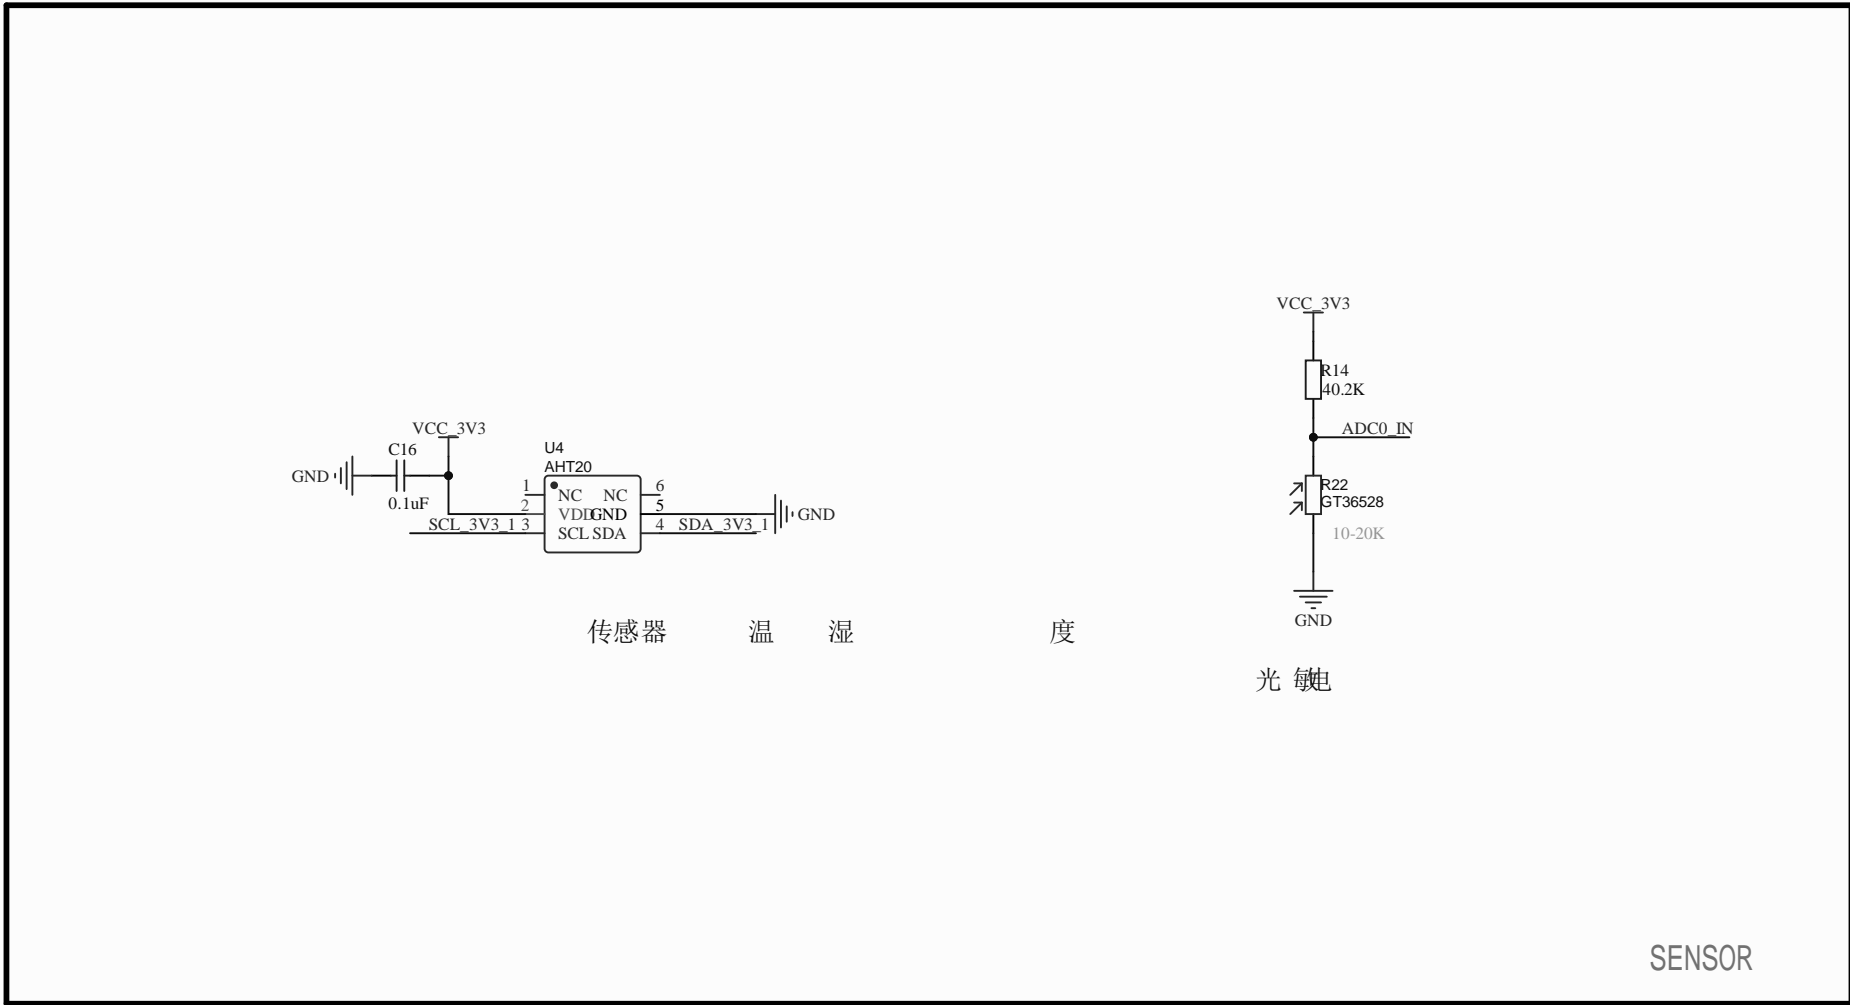 VCC_3V3
R14
40.2K
ADC0_IN
R22
GT36528
10-20K
GND
VCC_3V3
C16
GND
0.1uF
U4
AHT20
1 NC NC 6
2 VDD GND 5 GND
SCL_3V3_1 3 SCL SDA 4 SDA_3V3_1
传感器 温 湿 度
光 敏电
SENSOR